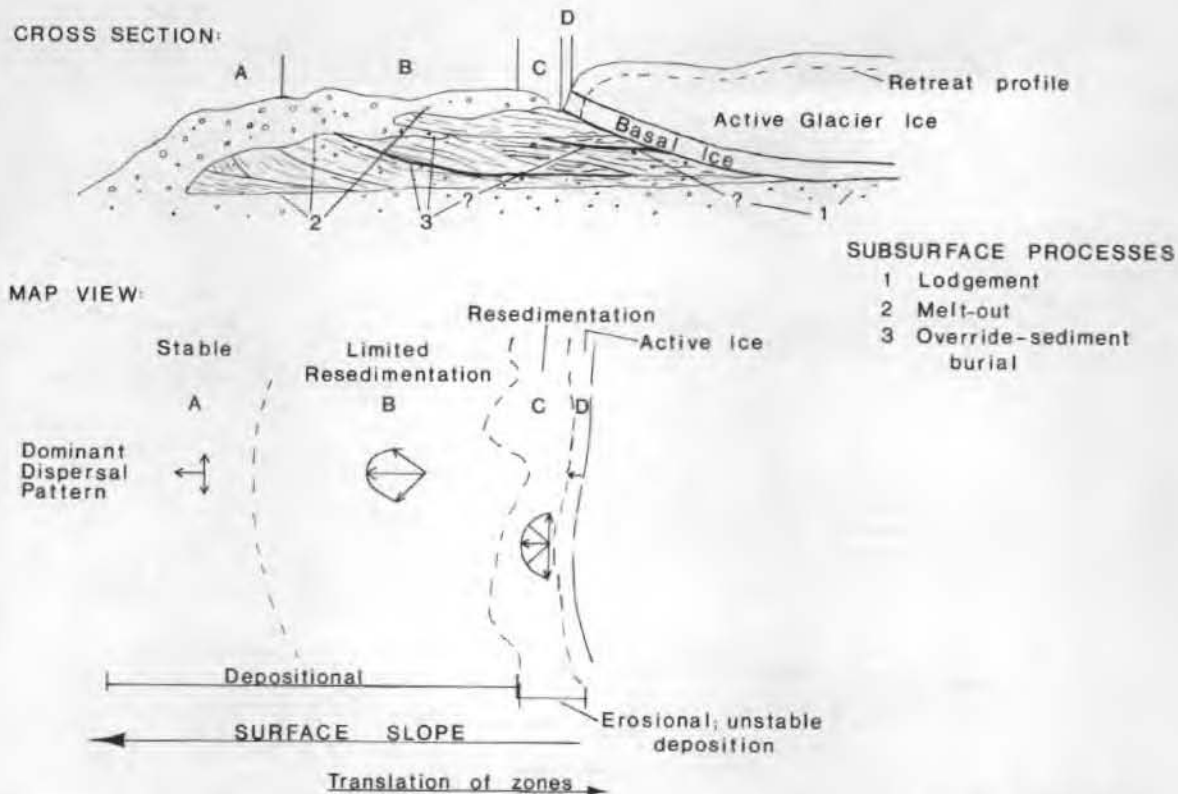 CROSS SECTION:
D
A
B
C
Retreat profile
Active Glacier Ice
Basal Ice
2
3
?
?
1
SUBSURFACE PROCESSES
1 Lodgement
2 Melt-out
3 Override-sediment
burial
MAP VIEW:
Resedimentation
Active Ice
Stable
Limited
Resedimentation
A
B
C
D
Dominant
Dispersal
Pattern
Depositional
Erosional; unstable
deposition
SURFACE SLOPE
Translation of zones